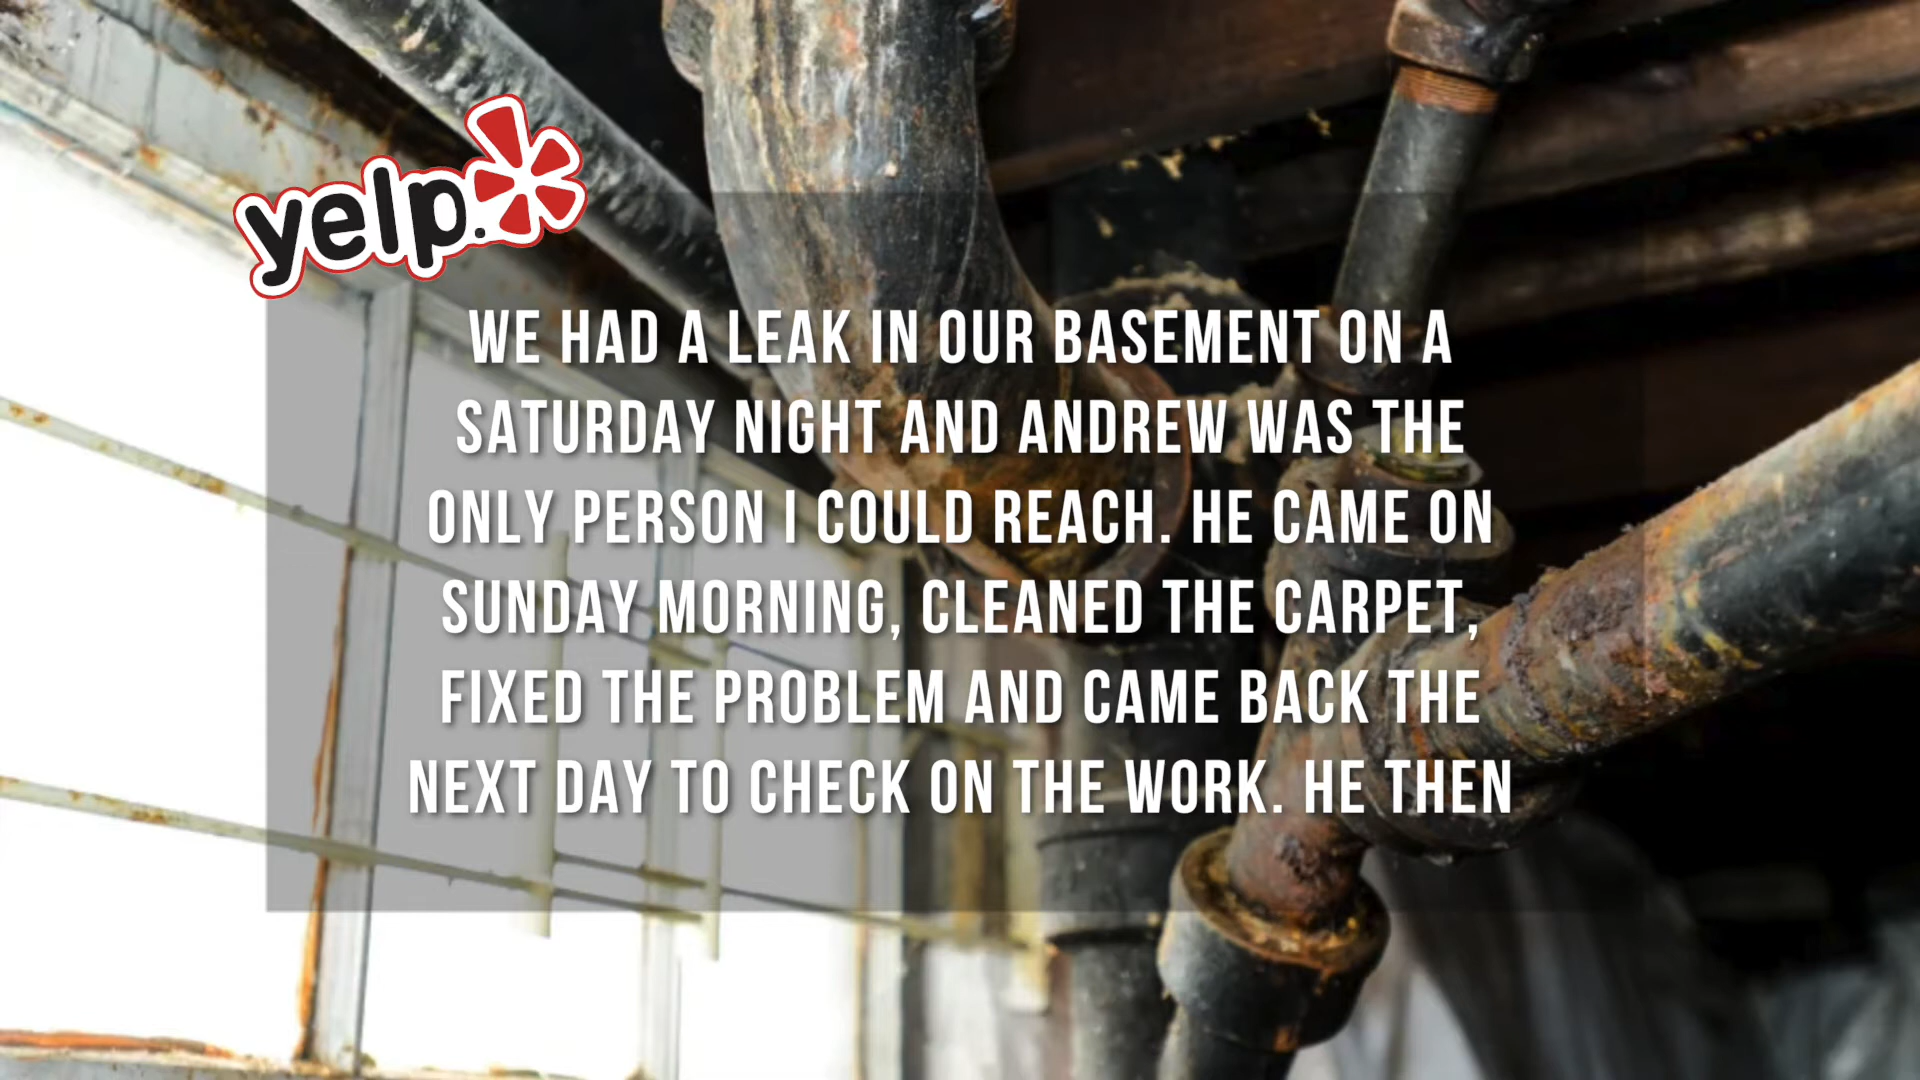 yelp.
WE HAD A LEAK IN OUR BASEMENT ON A
SATURDAY NIGHT AND ANDREW WAS THE
ONLY PERSON I COULD REACH. HE CAME ON
SUNDAY MORNING, CLEANED THE CARPET,
FIXED THE PROBLEM AND CAME BACK THE
NEXT DAY TO CHECK ON THE WORK. HE THEN